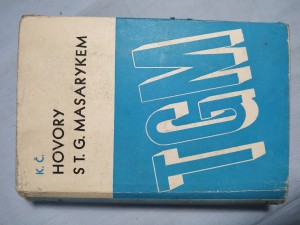 K. Č.
HOVORY
S T. G. MASARYKEM
TGM